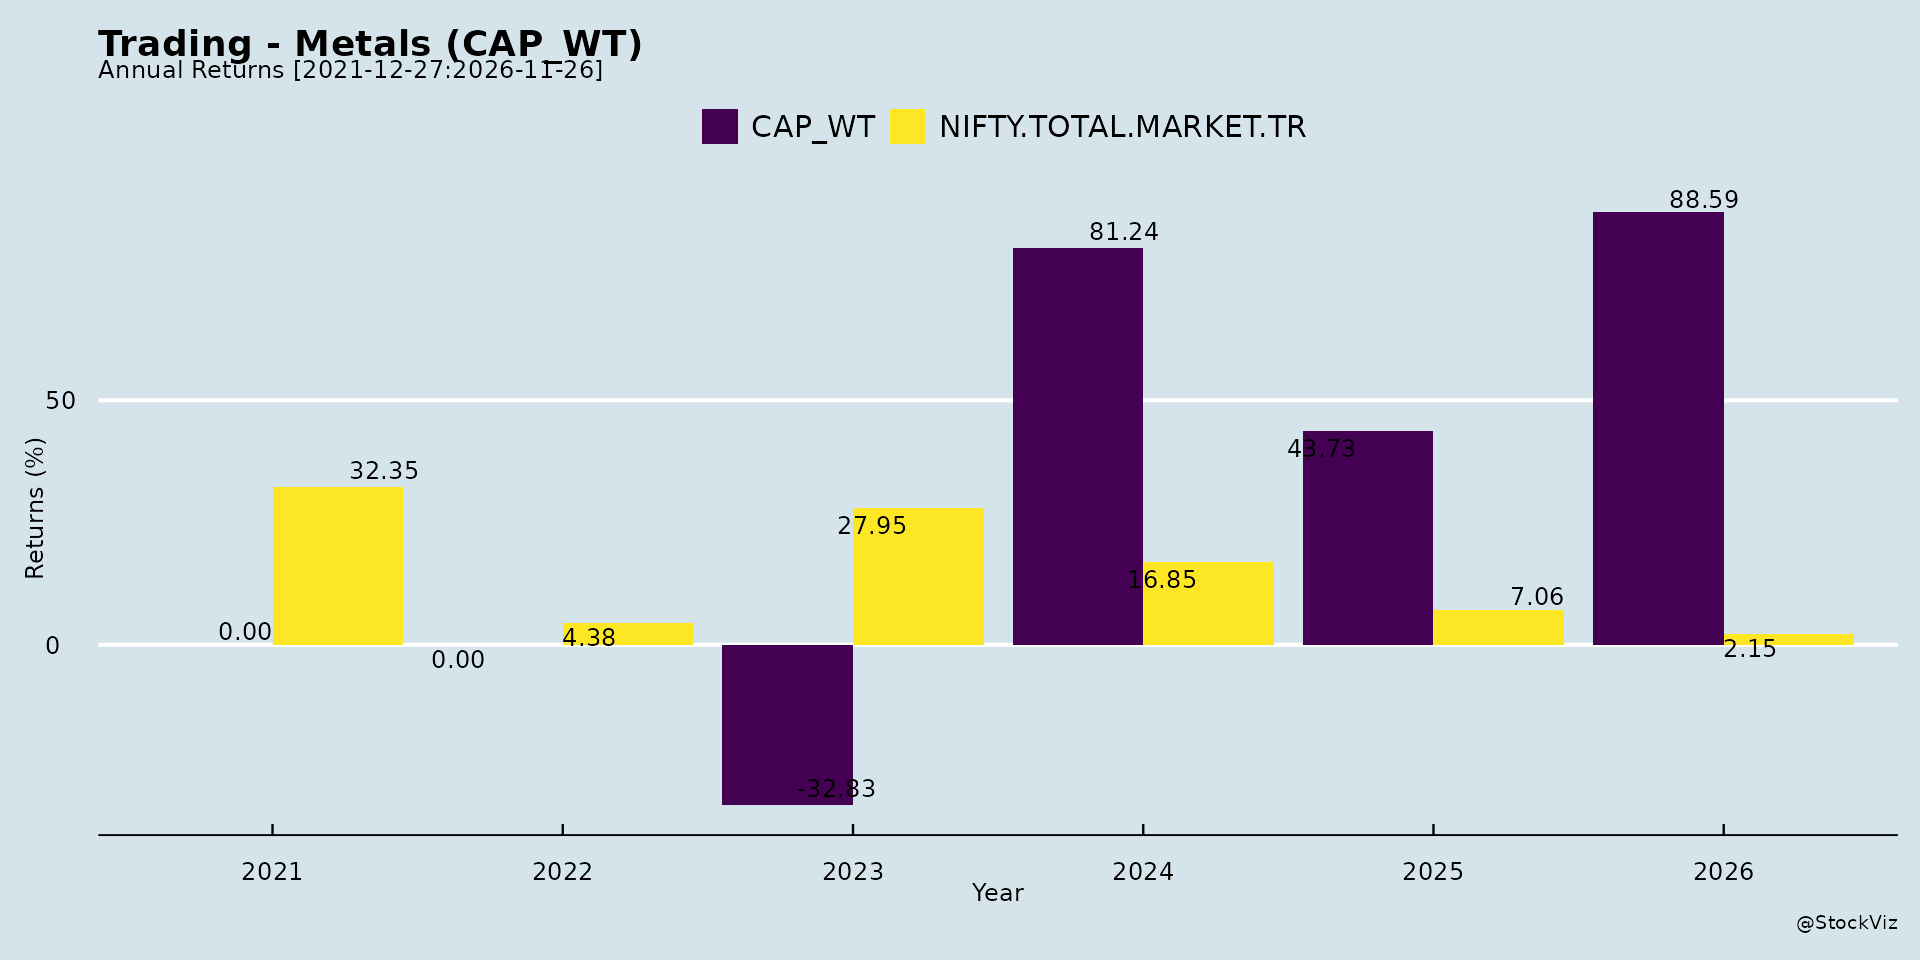 Trading - Metals (CAP_WT)
Annual Returns [2021-12-27:2026-11-26]
CAP_WT NIFTY.TOTAL.MARKET.TR
88.59
81.24
50
43.73
32.35
27.95
16.85
7.06
0.00
4.38
0
2.15
0.00
-32.83
Returns (%)
2021 2022 2023 2024 2025 2026
Year
@StockViz